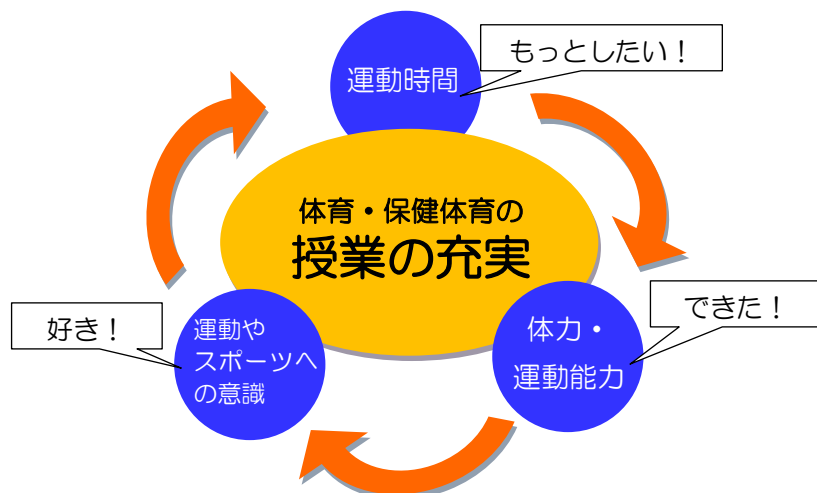 もっとしたい！
運動時間
体育・保健体育の
授業の充実
好き！
運動や
スポーツへ
の意識
できた！
体力・
運動能力